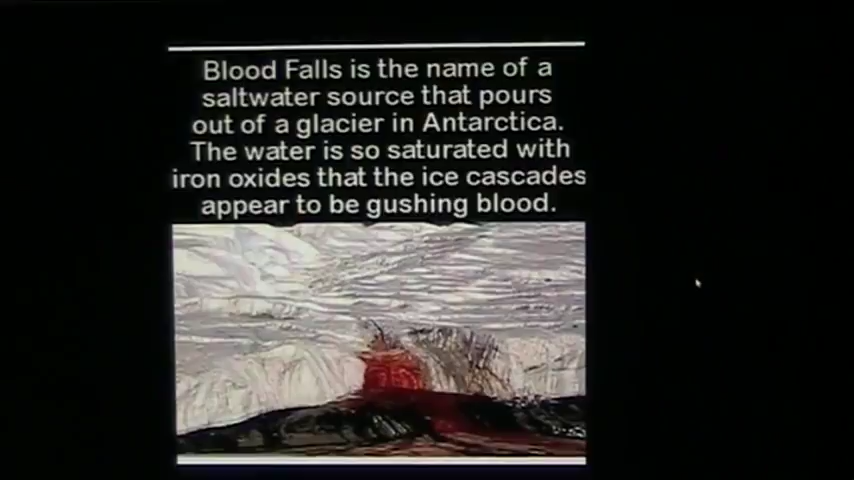 Blood Falls is the name of a
saltwater source that pours
out of a glacier in Antarctica.
The water is so saturated with
iron oxides that the ice cascades
appear to be gushing blood.